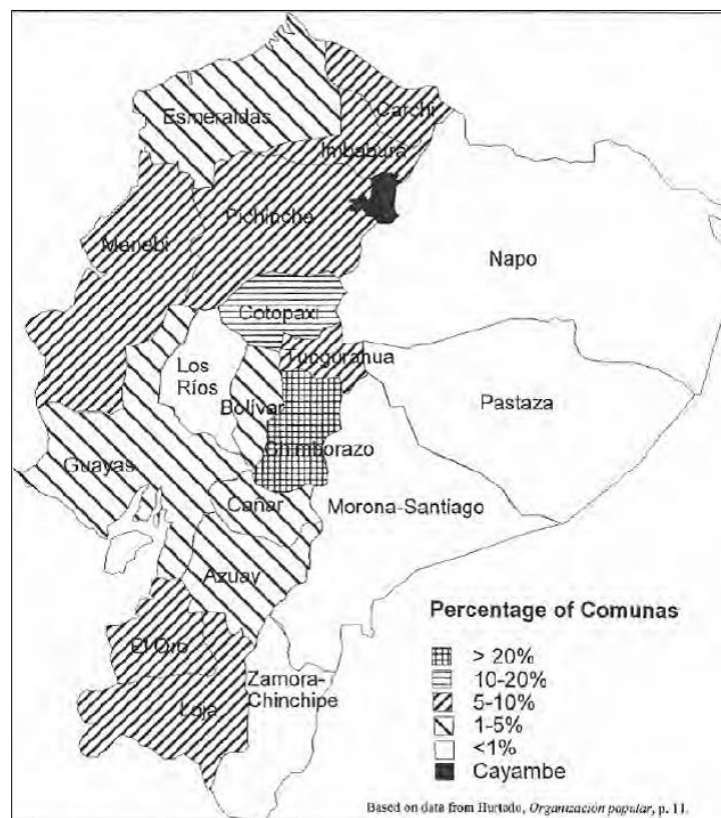 Esmeraldas
Carchi
Imbabura
Pichincha
Manabí
Napo
Cotopaxi
Tungurahua
Los
Ríos
Bolívar
Pastaza
Chimborazo
Guayas
Cañar
Morona-Santiago
Azuay
El Oro
Zamora-
Chinchipe
Loja
Percentage of Comunas
> 20%
10-20%
5-10%
1-5%
<1%
Cayambe
Based on data from Hurtado, Organización popular, p. 11.